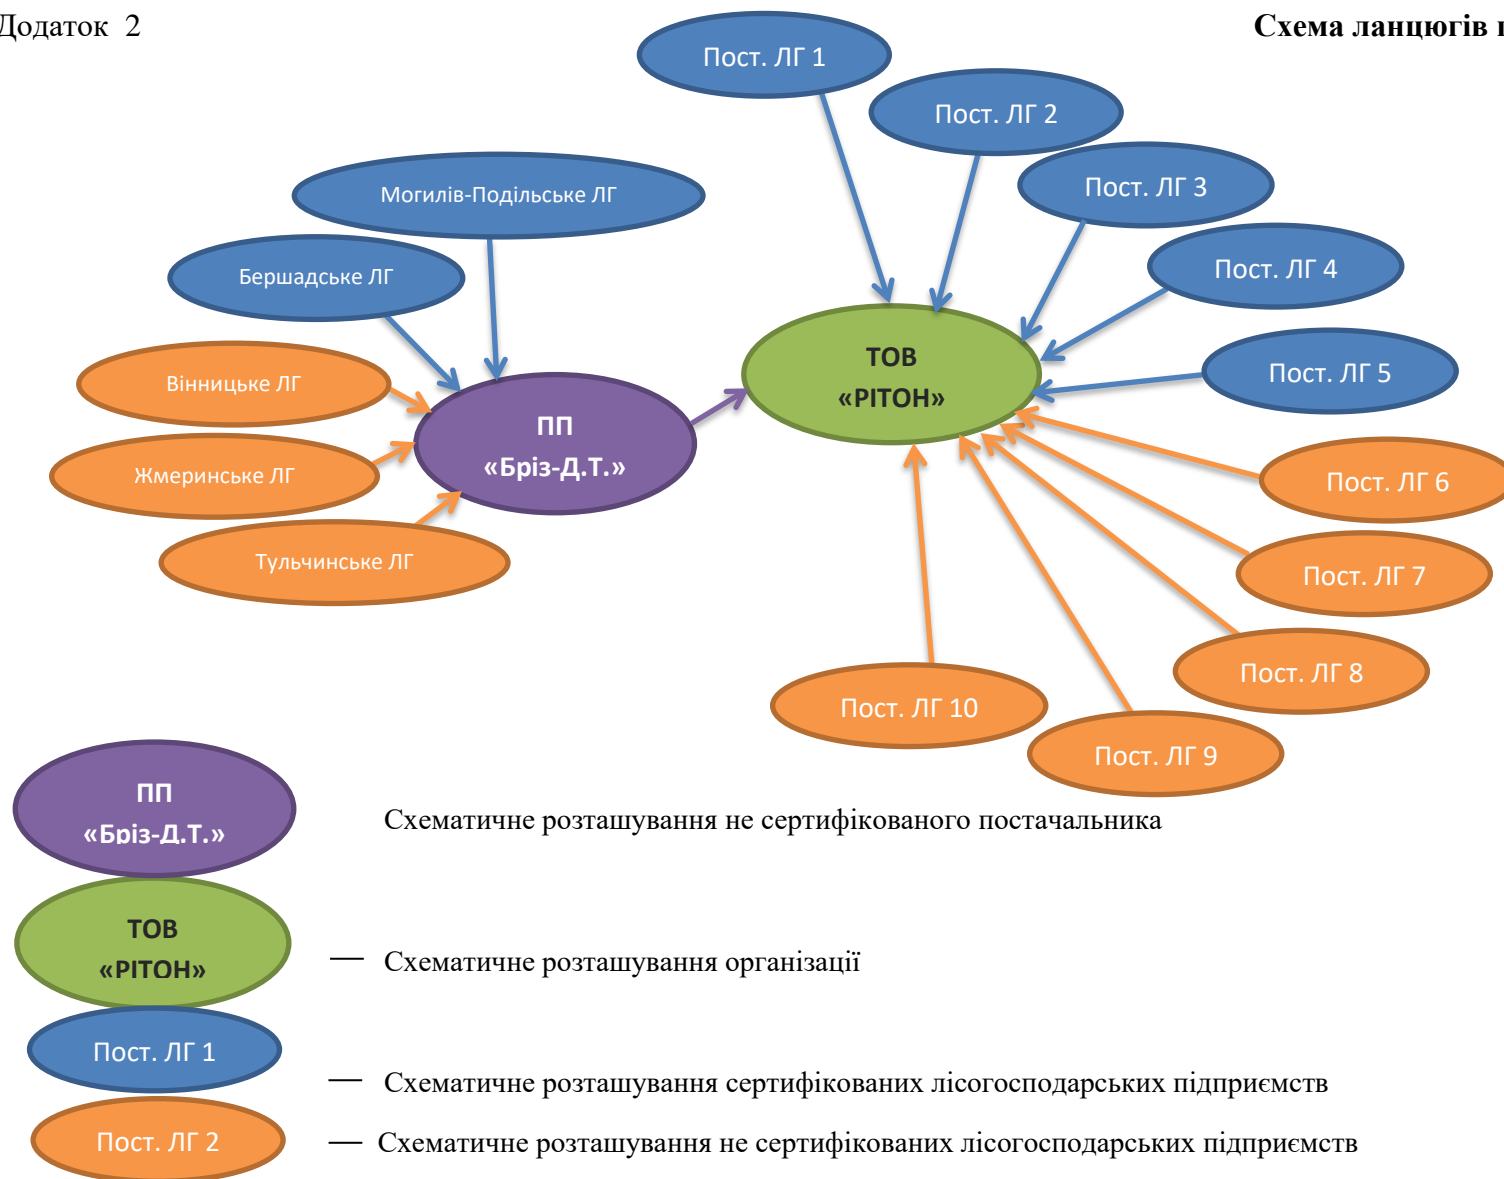 Додаток 2
Схема ланцюгів
Пост. ЛГ 1
Пост. ЛГ 2
Пост. ЛГ 3
Могилів-Подільське ЛГ
Пост. ЛГ 4
Бершадське ЛГ
ТОВ
«РІТОН»
Пост. ЛГ 5
Вінницьке ЛГ
ПП
«Бріз-Д.Т.»
Жмеринське ЛГ
Пост. ЛГ 6
Тульчинське ЛГ
Пост. ЛГ 7
Пост. ЛГ 8
Пост. ЛГ 10
Пост. ЛГ 9
ПП
«Бріз-Д.Т.»
Схематичне розташування не сертифікованого постачальника
ТОВ
«РІТОН»
— Схематичне розташування організації
Пост. ЛГ 1
— Схематичне розташування сертифікованих лісогосподарських підприємств
Пост. ЛГ 2
— Схематичне розташування не сертифікованих лісогосподарських підприємств